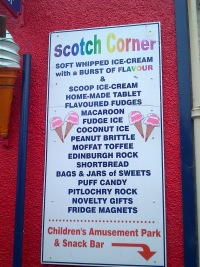 Scotch Corner
SOFT WHIPPED ICE-CREAM
with a BURST OF FLAVOUR
&
SCOOP ICE-CREAM
HOME-MADE TABLET
FLAVOURED FUDGES
MACAROON
FUDGE ICE
COCONUT ICE
PEANUT BRITTLE
MOFFAT TOFFEE
EDINBURGH ROCK
SHORTBREAD
BAGS & JARS of SWEETS
PUFF CANDY
PITLOCHRY ROCK
NOVELTY GIFTS
FRIDGE MAGNETS
Children's Amusement Park
& Snack Bar